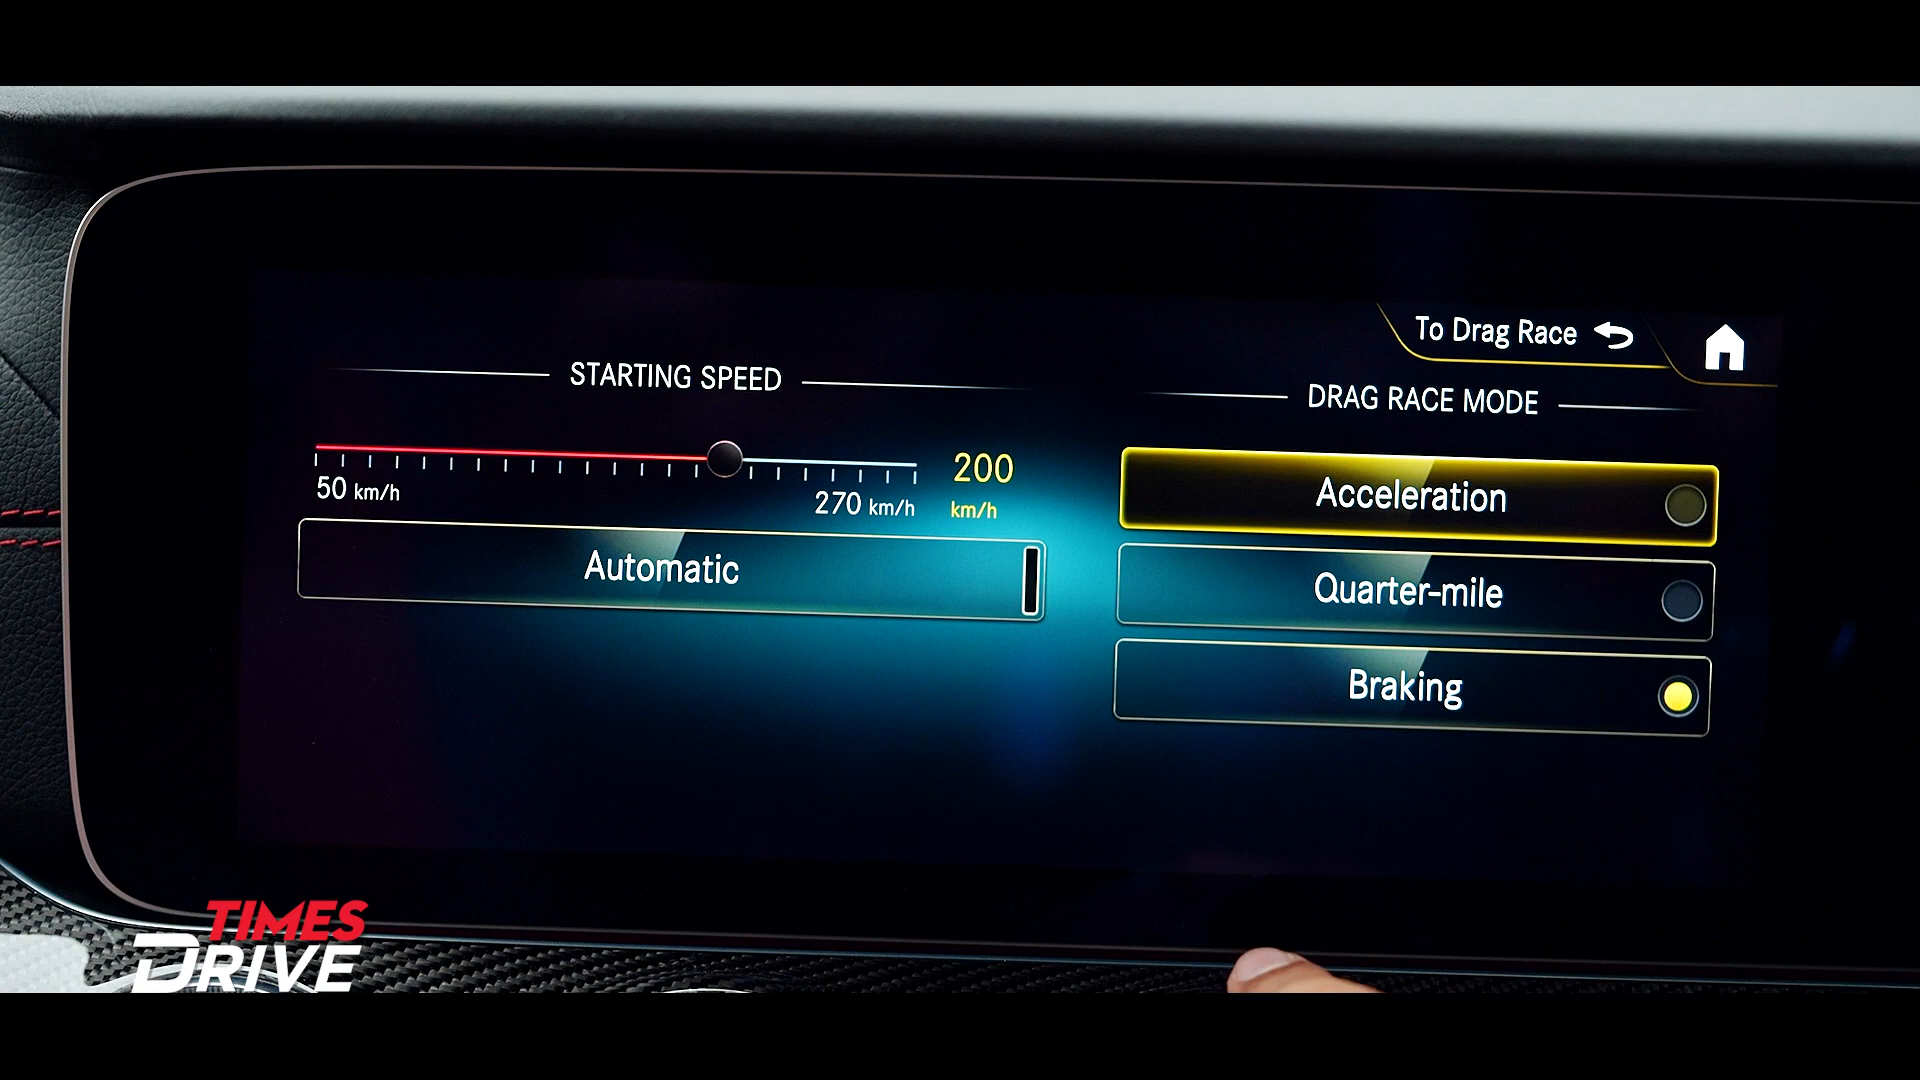 To Drag Race
STARTING SPEED
50 km/h
270 km/h
200
km/h
Automatic
DRAG RACE MODE
Acceleration
Quarter-mile
Braking
TIMES
DRIVE